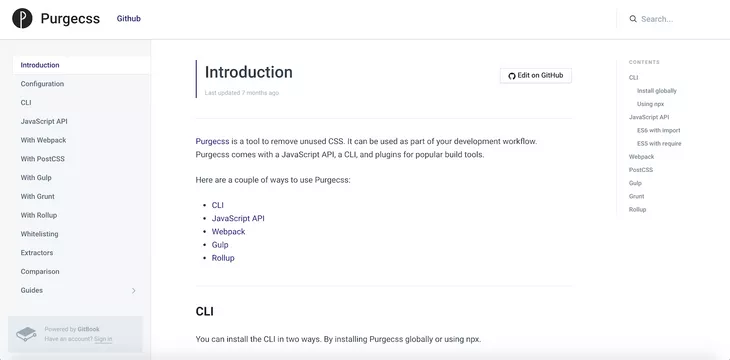 Purgecss
Github
Search...
Introduction
Configuration
CLI
JavaScript API
With Webpack
With PostCSS
With Gulp
With Grunt
With Rollup
Whitelisting
Extractors
Comparison
Guides
Powered by GitBook
Have an account? Sign in
Introduction
Last updated 7 months ago
Edit on GitHub
Purgecss is a tool to remove unused CSS. It can be used as part of your development workflow.
Purgecss comes with a JavaScript API, a CLI, and plugins for popular build tools.
Here are a couple of ways to use Purgecss:
• CLI
• JavaScript API
• Webpack
• Gulp
• Rollup
CLI
You can install the CLI in two ways. By installing Purgecss globally or using npx.
CONTENTS
CLI
Install globally
Using npx
JavaScript API
ES6 with import
ES5 with require
Webpack
PostCSS
Gulp
Grunt
Rollup